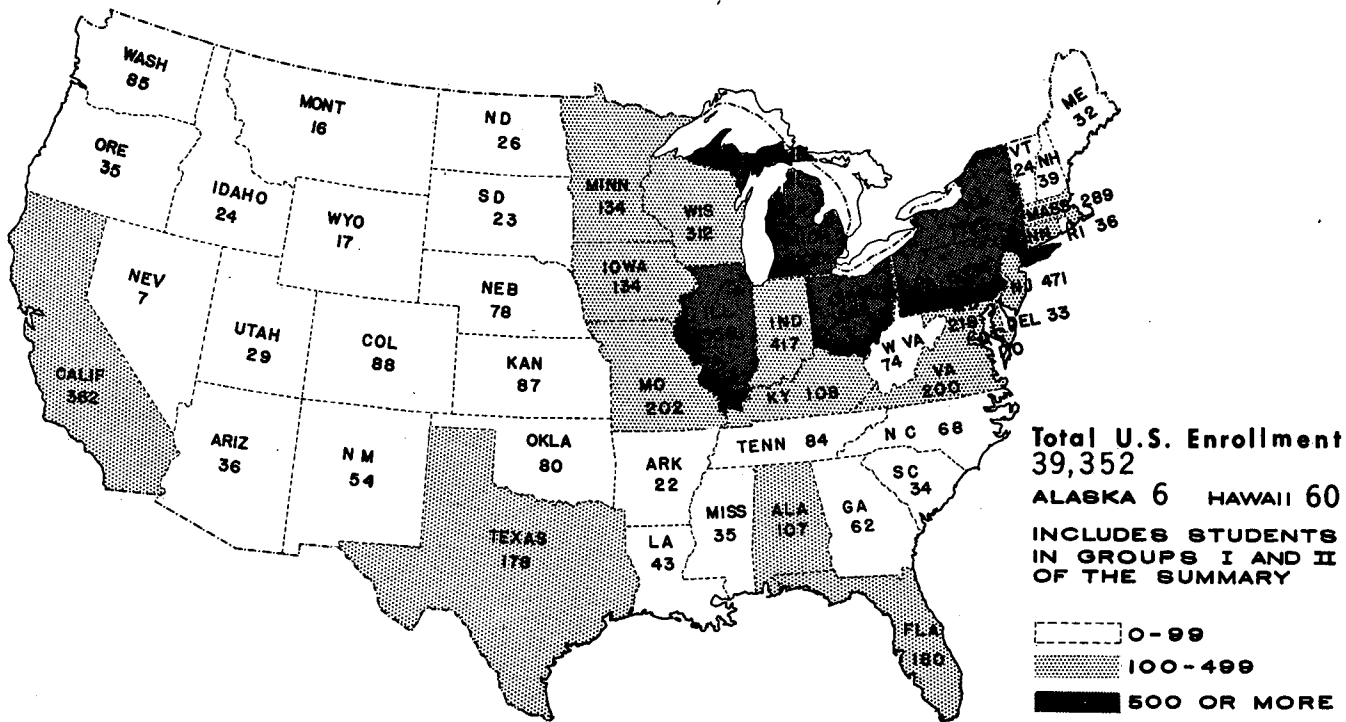 WASH
85
MONT
16
ND
26
ME
32
VT
24
NH
39
ORE
35
IDAHO
24
WYO
17
SD
23
MINN
134
WIS
312
MASS 289
RI 36
NEV
7
NEB
78
IOWA
134
NJ 471
UTAH
29
COL
88
IND
417
DEL 33
W VA
74
CALIF
362
KAN
87
MO
202
KY 109
VA
200
ARIZ
36
N M
54
OKLA
80
ARK
22
TENN 84
N C 68
SC
34
TEXAS
178
LA
43
MISS
35
ALA
107
GA
62
FLA
180
Total U.S. Enrollment
39,352
ALASKA 6 HAWAII 60
INCLUDES STUDENTS
IN GROUPS I AND II
OF THE SUMMARY
0-99
100-499
500 OR MORE